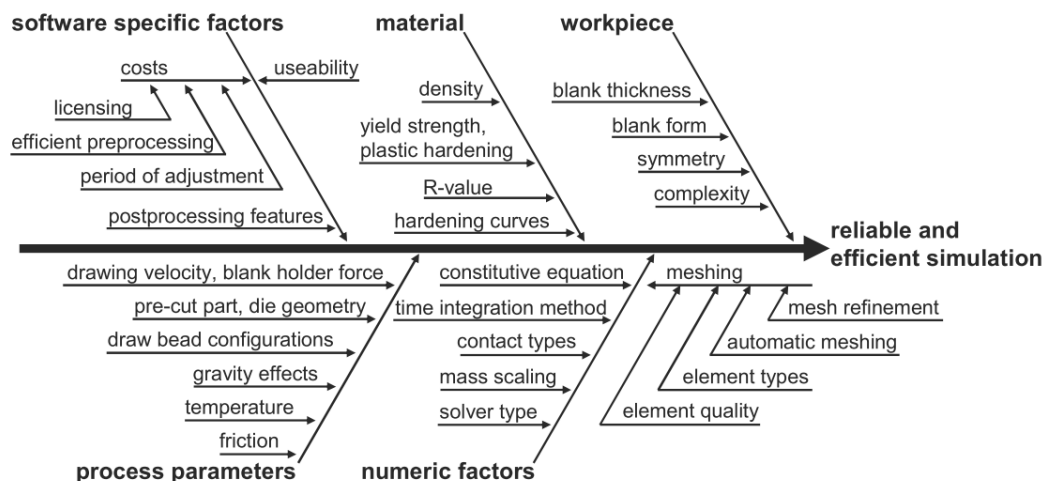 software specific factors
material
workpiece
costs
useability
licensing
efficient preprocessing
period of adjustment
postprocessing features
density
yield strength,
plastic hardening
R-value
hardening curves
blank thickness
blank form
symmetry
complexity
reliable and
efficient simulation
drawing velocity, blank holder force
pre-cut part, die geometry
draw bead configurations
gravity effects
temperature
friction
process parameters
constitutive equation
time integration method
contact types
mass scaling
solver type
numeric factors
meshing
mesh refinement
automatic meshing
element types
element quality